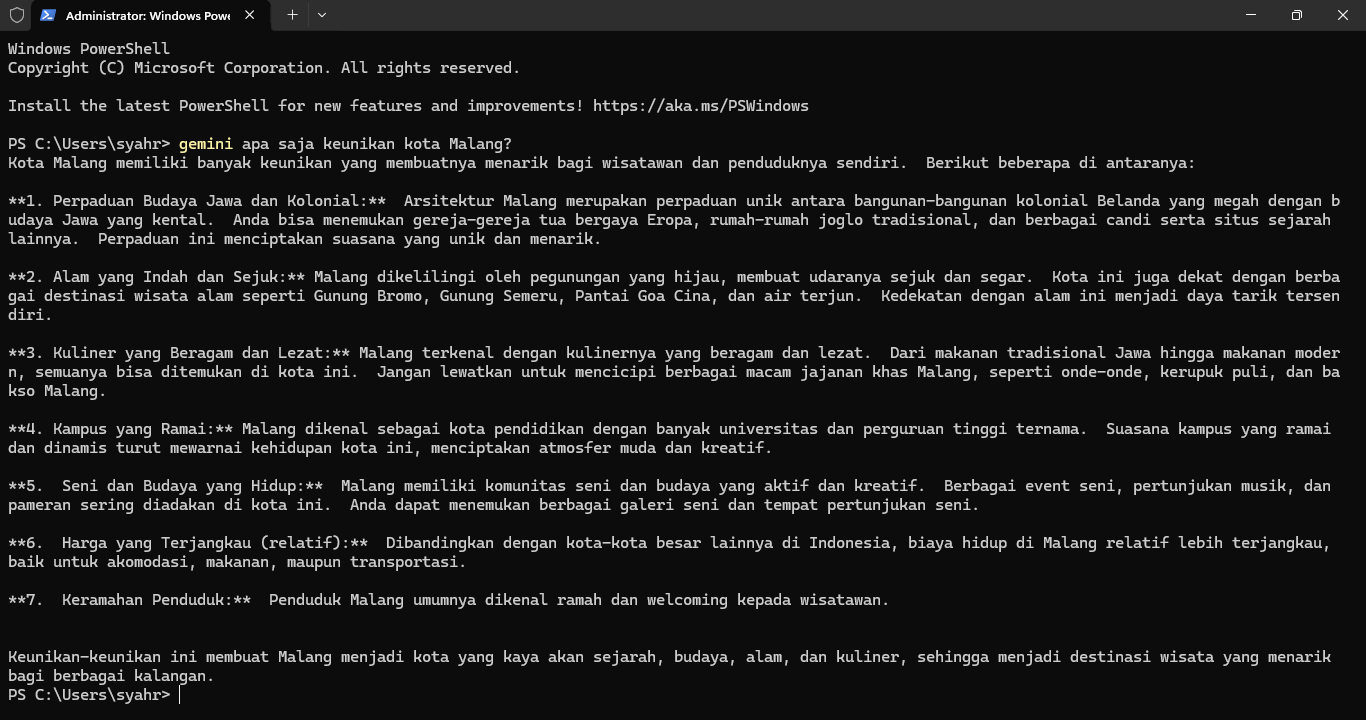 Administrator: Windows Powe
Windows PowerShell
Copyright (C) Microsoft Corporation. All rights reserved.
Install the latest PowerShell for new features and improvements! https://aka.ms/PSWindows
PS C:\Users\syahr> gemini apa saja keunikan kota Malang?
Kota Malang memiliki banyak keunikan yang membuatnya menarik bagi wisatawan dan penduduknya sendiri.  Berikut beberapa di antaranya:
**1. Perpaduan Budaya Jawa dan Kolonial:**  Arsitektur Malang merupakan perpaduan unik antara bangunan-bangunan kolonial Belanda yang megah dengan b
udaya Jawa yang kental.  Anda bisa menemukan gereja-gereja tua bergaya Eropa, rumah-rumah joglo tradisional, dan berbagai candi serta situs sejarah
lainnya.  Perpaduan ini menciptakan suasana yang unik dan menarik.
**2. Alam yang Indah dan Sejuk:** Malang dikelilingi oleh pegunungan yang hijau, membuat udaranya sejuk dan segar.  Kota ini juga dekat dengan berba
gai destinasi wisata alam seperti Gunung Bromo, Gunung Semeru, Pantai Goa Cina, dan air terjun.  Kedekatan dengan alam ini menjadi daya tarik tersen
diri.
**3. Kuliner yang Beragam dan Lezat:** Malang terkenal dengan kulinernya yang beragam dan lezat.  Dari makanan tradisional Jawa hingga makanan moder
n, semuanya bisa ditemukan di kota ini.  Jangan lewatkan untuk mencicipi berbagai macam jajanan khas Malang, seperti onde-onde, kerupuk puli, dan ba
kso Malang.
**4. Kampus yang Ramai:** Malang dikenal sebagai kota pendidikan dengan banyak universitas dan perguruan tinggi ternama.  Suasana kampus yang ramai
dan dinamis turut mewarnai kehidupan kota ini, menciptakan atmosfer muda dan kreatif.
**5.  Seni dan Budaya yang Hidup:**  Malang memiliki komunitas seni dan budaya yang aktif dan kreatif.  Berbagai event seni, pertunjukan musik, dan
pameran sering diadakan di kota ini.  Anda dapat menemukan berbagai galeri seni dan tempat pertunjukan seni.
**6.  Harga yang Terjangkau (relatif):**  Dibandingkan dengan kota-kota besar lainnya di Indonesia, biaya hidup di Malang relatif lebih terjangkau,
baik untuk akomodasi, makanan, maupun transportasi.
**7.  Keramahan Penduduk:**  Penduduk Malang umumnya dikenal ramah dan welcoming kepada wisatawan.
Keunikan-keunikan ini membuat Malang menjadi kota yang kaya akan sejarah, budaya, alam, dan kuliner, sehingga menjadi destinasi wisata yang menarik
bagi berbagai kalangan.
PS C:\Users\syahr>